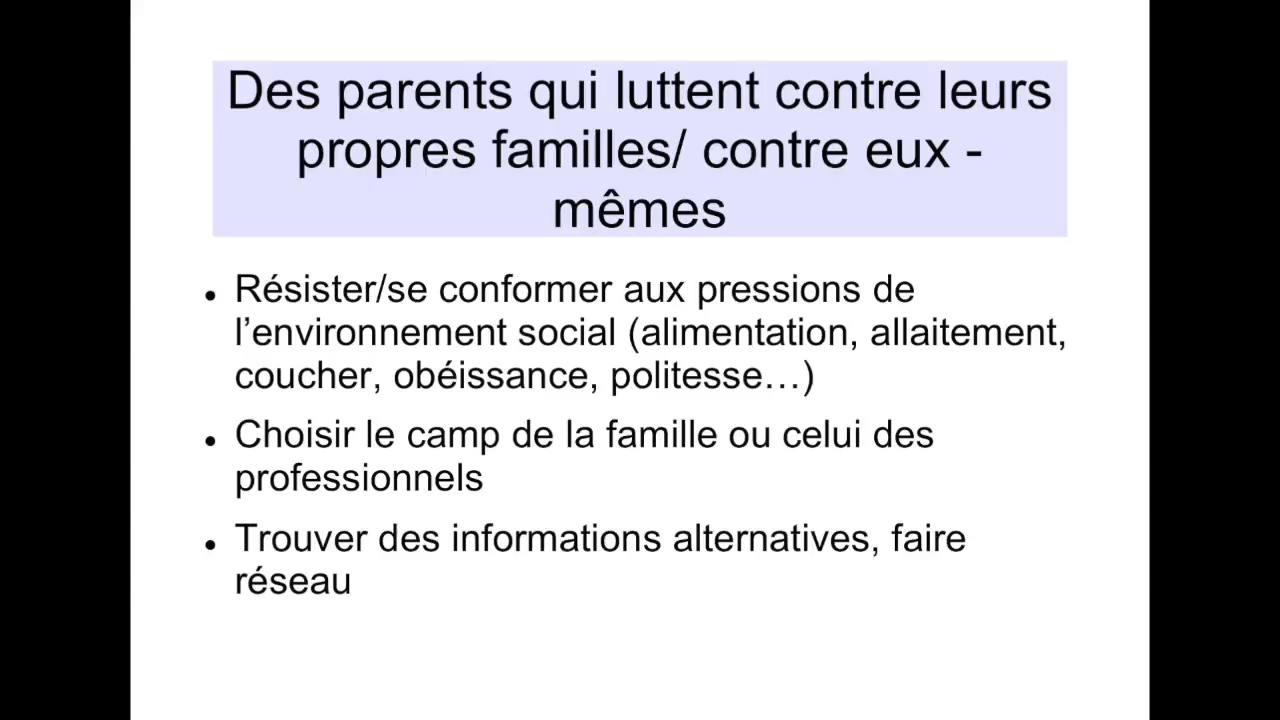 Des parents qui luttent contre leurs
propres familles/ contre eux -
mêmes
• Résister/se conformer aux pressions de
l’environnement social (alimentation, allaitement,
coucher, obéissance, politesse…)
• Choisir le camp de la famille ou celui des
professionnels
• Trouver des informations alternatives, faire
réseau